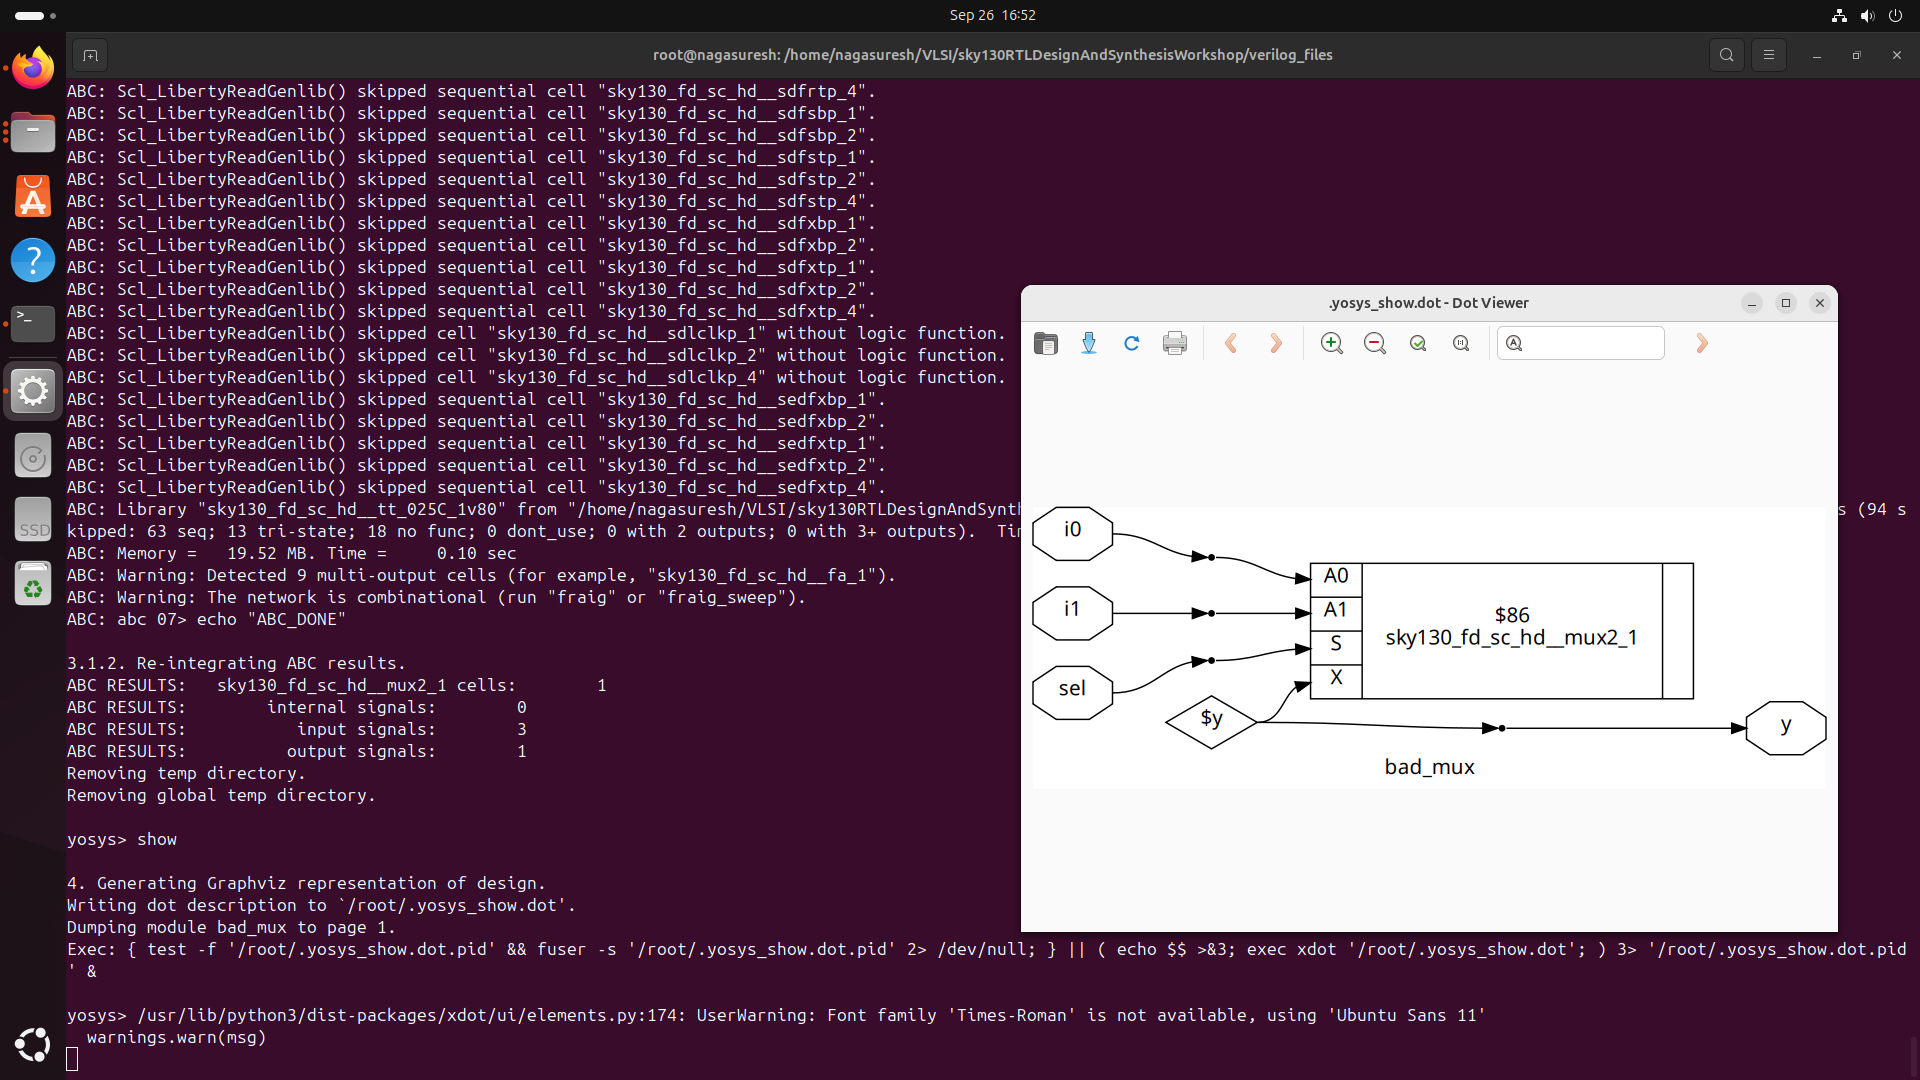 Sep 26 16:52
root@nagasuresh: /home/nagasuresh/VLSI/sky130RTLDesignAndSynthesisWorkshop/verilog_files
ABC: Scl_LibertyReadGenlib() skipped sequential cell "sky130_fd_sc_hd__sdfrtp_4".
ABC: Scl_LibertyReadGenlib() skipped sequential cell "sky130_fd_sc_hd__sdfsbp_1".
ABC: Scl_LibertyReadGenlib() skipped sequential cell "sky130_fd_sc_hd__sdfsbp_2".
ABC: Scl_LibertyReadGenlib() skipped sequential cell "sky130_fd_sc_hd__sdfstp_1".
ABC: Scl_LibertyReadGenlib() skipped sequential cell "sky130_fd_sc_hd__sdfstp_2".
ABC: Scl_LibertyReadGenlib() skipped sequential cell "sky130_fd_sc_hd__sdfstp_4".
ABC: Scl_LibertyReadGenlib() skipped sequential cell "sky130_fd_sc_hd__sdfxbp_1".
ABC: Scl_LibertyReadGenlib() skipped sequential cell "sky130_fd_sc_hd__sdfxbp_2".
ABC: Scl_LibertyReadGenlib() skipped sequential cell "sky130_fd_sc_hd__sdfxtp_1".
ABC: Scl_LibertyReadGenlib() skipped sequential cell "sky130_fd_sc_hd__sdfxtp_2".
ABC: Scl_LibertyReadGenlib() skipped sequential cell "sky130_fd_sc_hd__sdfxtp_4".
ABC: Scl_LibertyReadGenlib() skipped cell "sky130_fd_sc_hd__sdlclkp_1" without logic function.
ABC: Scl_LibertyReadGenlib() skipped cell "sky130_fd_sc_hd__sdlclkp_2" without logic function.
ABC: Scl_LibertyReadGenlib() skipped cell "sky130_fd_sc_hd__sdlclkp_4" without logic function.
ABC: Scl_LibertyReadGenlib() skipped sequential cell "sky130_fd_sc_hd__sedfxbp_1".
ABC: Scl_LibertyReadGenlib() skipped sequential cell "sky130_fd_sc_hd__sedfxbp_2".
ABC: Scl_LibertyReadGenlib() skipped sequential cell "sky130_fd_sc_hd__sedfxtp_1".
ABC: Scl_LibertyReadGenlib() skipped sequential cell "sky130_fd_sc_hd__sedfxtp_2".
ABC: Scl_LibertyReadGenlib() skipped sequential cell "sky130_fd_sc_hd__sedfxtp_4".
ABC: Library "sky130_fd_sc_hd__tt_025C_1v80" from "/home/nagasuresh/VLSI/sky130RTLDesignAndSynth s (94 s
kipped: 63 seq; 13 tri-state; 18 no func; 0 dont_use; 0 with 2 outputs; 0 with 3+ outputs). Ti
ABC: Memory = 19.52 MB. Time = 0.10 sec
ABC: Warning: Detected 9 multi-output cells (for example, "sky130_fd_sc_hd__fa_1").
ABC: Warning: The network is combinational (run "fraig" or "fraig_sweep").
ABC: abc 07> echo "ABC_DONE"
3.1.2. Re-integrating ABC results.
ABC RESULTS: sky130_fd_sc_hd__mux2_1 cells: 1
ABC RESULTS: internal signals: 0
ABC RESULTS: input signals: 3
ABC RESULTS: output signals: 1
Removing temp directory.
Removing global temp directory.
yosys> show
4. Generating Graphviz representation of design.
Writing dot description to `/root/.yosys_show.dot'.
Dumping module bad_mux to page 1.
Exec: { test -f '/root/.yosys_show.dot.pid' && fuser -s '/root/.yosys_show.dot.pid' 2> /dev/null; } || ( echo $$ >&3; exec xdot '/root/.yosys_show.dot'; ) 3> '/root/.yosys_show.dot.pid
' &
yosys> /usr/lib/python3/dist-packages/xdot/ui/elements.py:174: UserWarning: Font family 'Times-Roman' is not available, using 'Ubuntu Sans 11'
warnings.warn(msg)
.yosys_show.dot - Dot Viewer
i0
i1
sel
$y
A0
A1
S
X
$86
sky130_fd_sc_hd__mux2_1
y
bad_mux
SSD